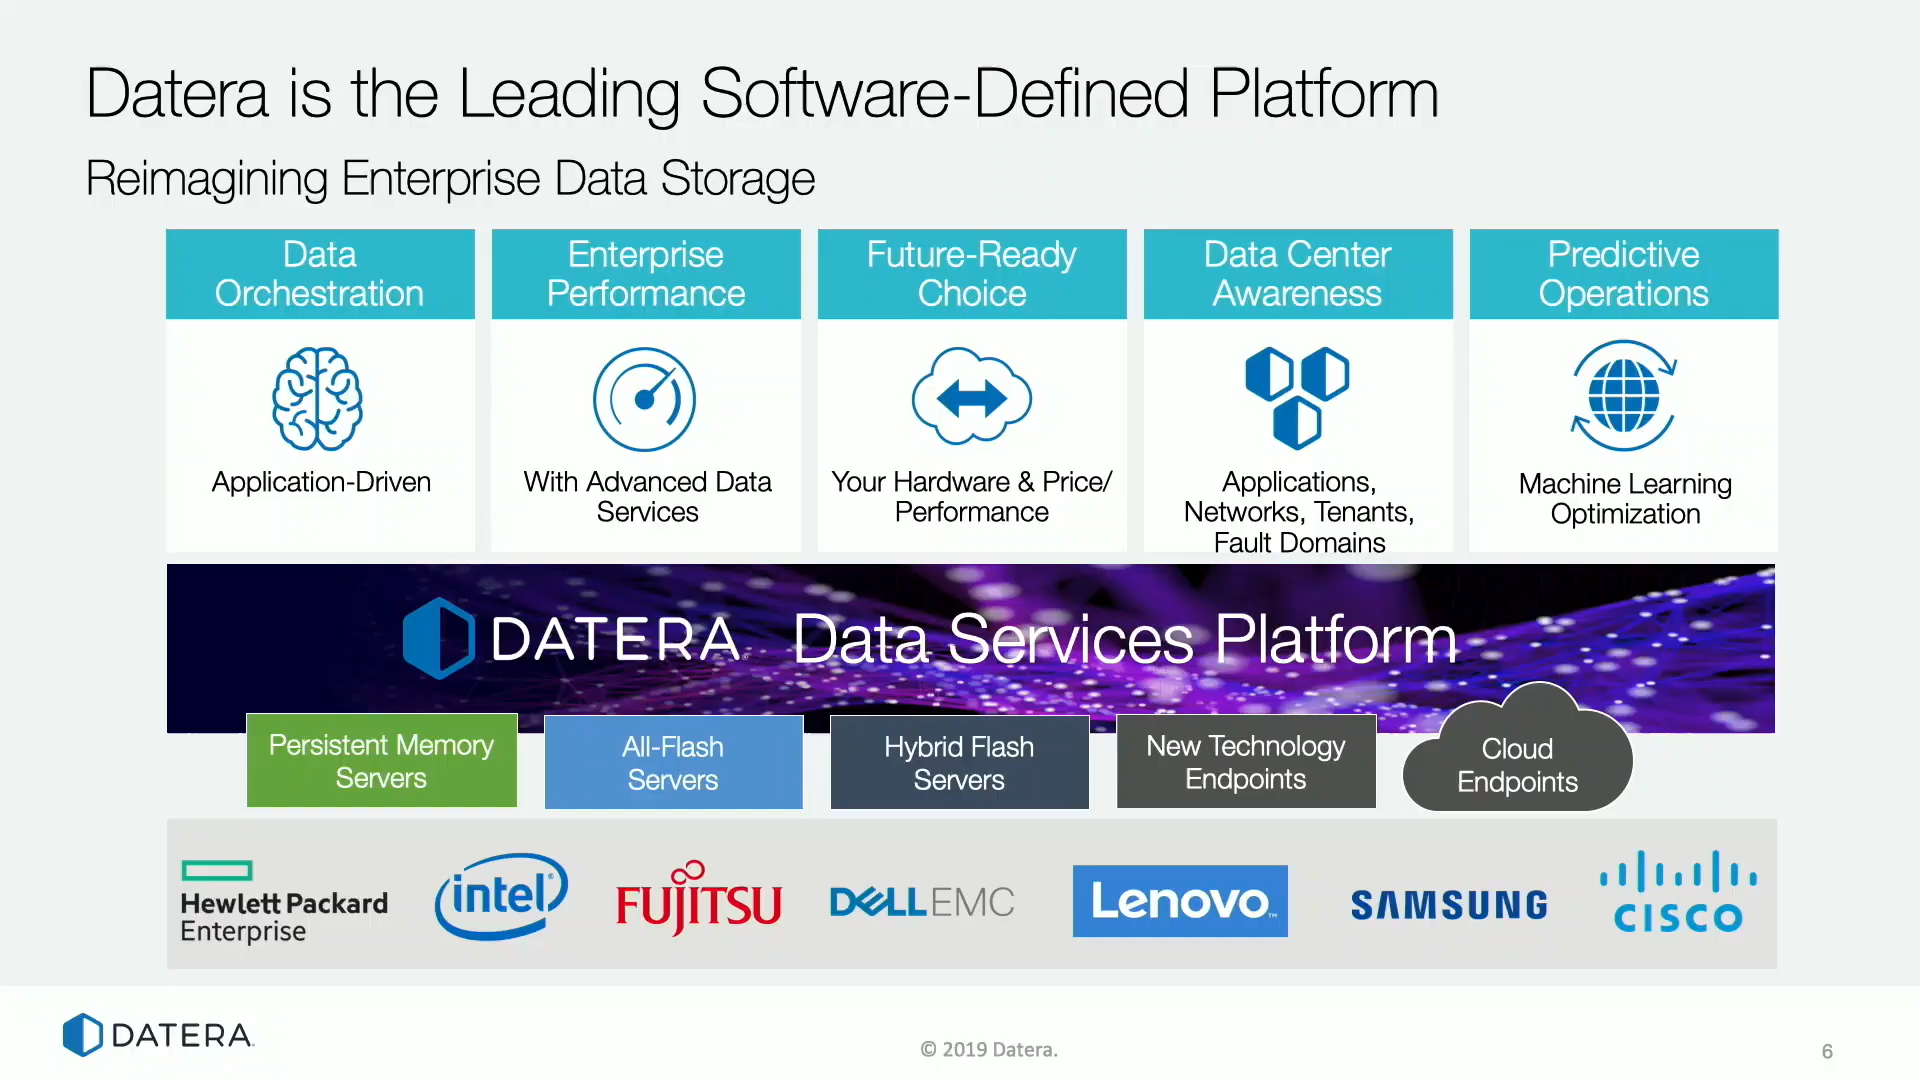 Datera is the Leading Software-Defined Platform
Reimagining Enterprise Data Storage
Data
Orchestration
Enterprise
Performance
Future-Ready
Choice
Data Center
Awareness
Predictive
Operations
Application-Driven
With Advanced Data
Services
Your Hardware & Price/
Performance
Applications,
Networks, Tenants,
Fault Domains
Machine Learning
Optimization
DATERA Data Services Platform
Persistent Memory
Servers
All-Flash
Servers
Hybrid Flash
Servers
New Technology
Endpoints
Cloud
Endpoints
Hewlett Packard
Enterprise
intel®
FUJITSU
DELLEMC
Lenovo™
SAMSUNG
CISCO
DATERA
© 2019 Datera.
6